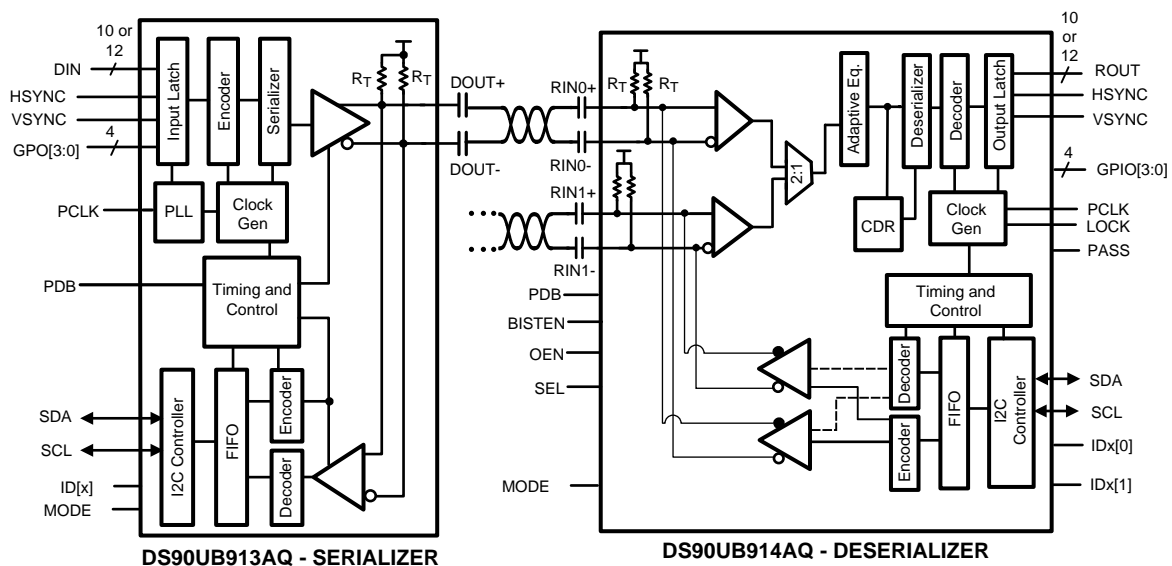 10 or
12
DIN
HSYNC
VSYNC
4
GPO[3:0]
PCLK
PDB
SDA
SCL
ID[x]
MODE
Input Latch
Encoder
Serializer
RT
RT
PLL
Clock
Gen
Timing and
Control
I2C Controller
FIFO
Encoder
Decoder
DS90UB913AQ - SERIALIZER
DOUT+
DOUT-
RIN0+
RIN0-
RIN1+
RIN1-
PDB
BISTEN
OEN
SEL
MODE
RT
RT
2:1
Adaptive Eq.
Deserializer
Decoder
Output Latch
CDR
Clock
Gen
Timing and
Control
Decoder
Encoder
FIFO
I2C
Controller
10
or
12
ROUT
HSYNC
VSYNC
4
GPIO[3:0]
PCLK
LOCK
PASS
SDA
SCL
IDx[0]
IDx[1]
DS90UB914AQ - DESERIALIZER